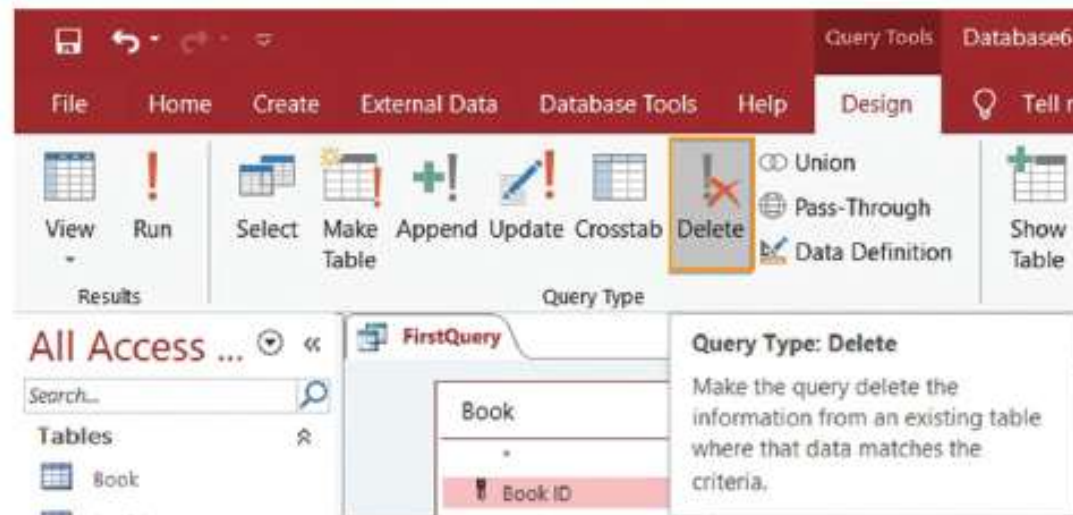 Query Tools Database6
File Home Create External Data Database Tools Help Design Tell
View Run Select Make Table Append Update Crosstab Delete Union
Pass-Through
Data Definition
Show Table
Results Query Type
All Access ...
Search...
Tables
Book
FirstQuery
Book
*
Book ID
Query Type: Delete
Make the query delete the
information from an existing table
where that data matches the
criteria.